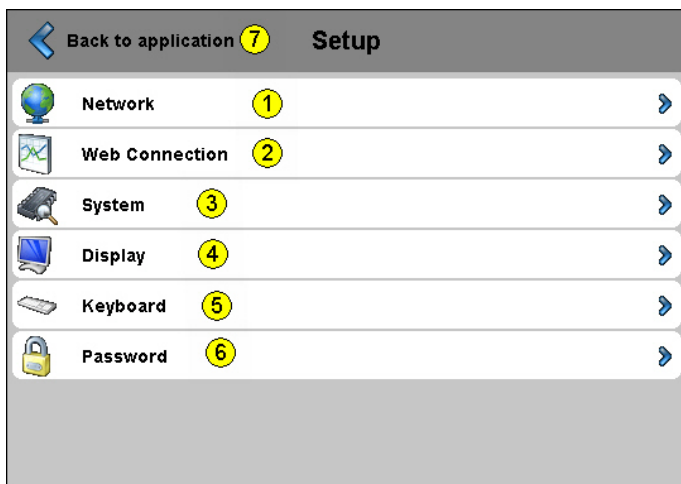 Back to application 7 Setup
Network 1
Web Connection 2
System 3
Display 4
Keyboard 5
Password 6